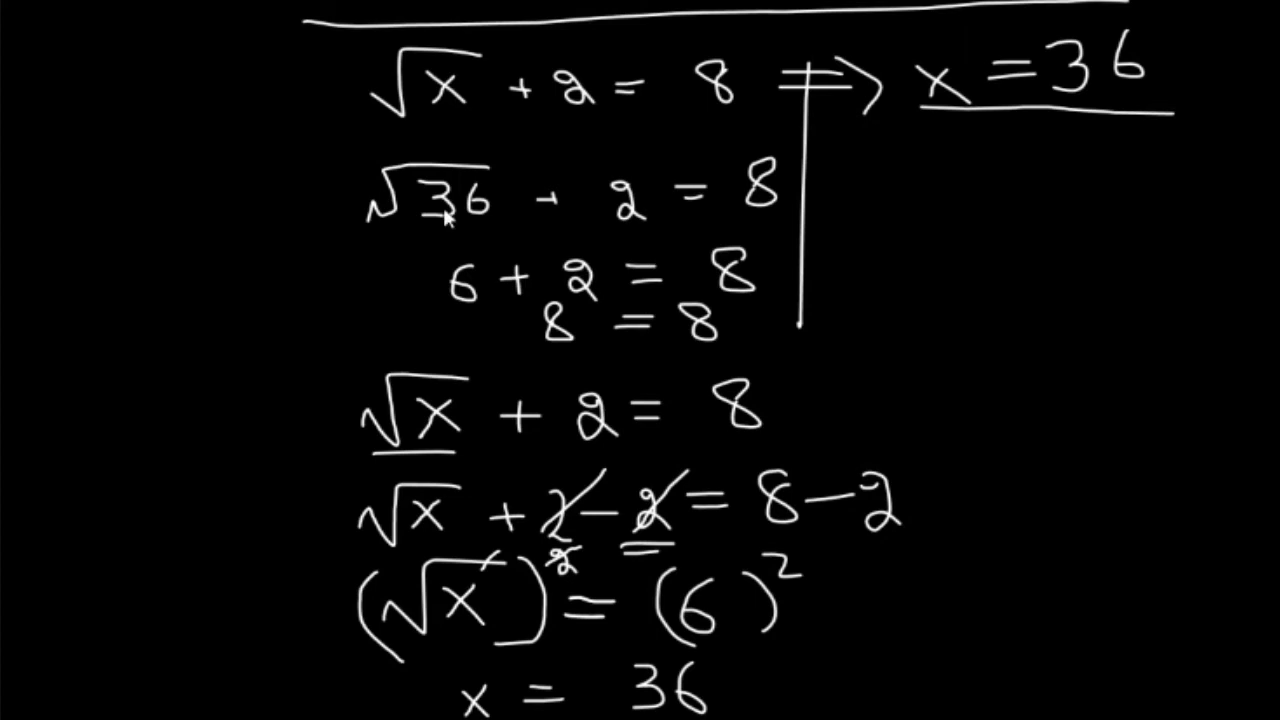 √x + 2 = 8 ⇒ x = 36
√36 + 2 = 8
6 + 2 = 8
8 = 8
√x + 2 = 8
√x + 2 - 2 = 8 - 2
(√x)² = (6)²
x = 36